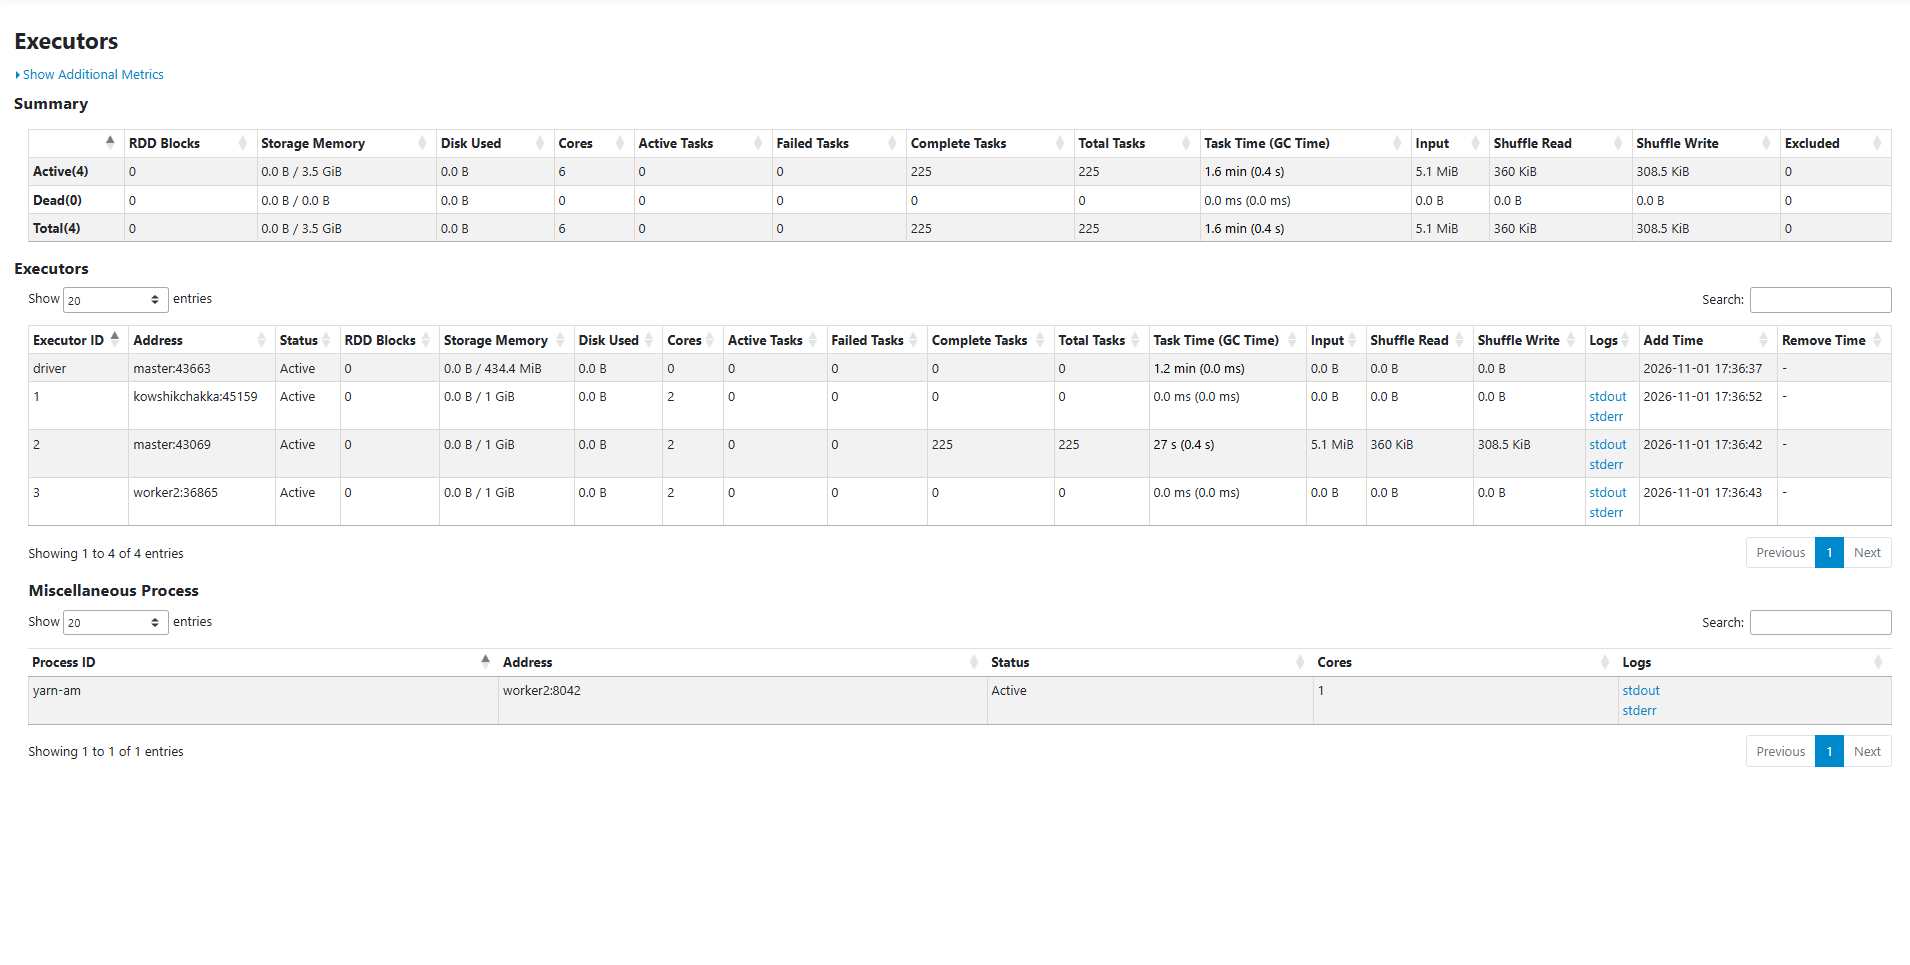 Executors
Show Additional Metrics
Summary
RDD Blocks Storage Memory Disk Used Cores Active Tasks Failed Tasks Complete Tasks Total Tasks Task Time (GC Time) Input Shuffle Read Shuffle Write Excluded
Active(4) 0 0.0 B / 3.5 GiB 0.0 B 6 0 0 225 225 1.6 min (0.4 s) 5.1 MiB 360 KiB 308.5 KiB 0
Dead(0) 0 0.0 B / 0.0 B 0.0 B 0 0 0 0 0 0.0 ms (0.0 ms) 0.0 B 0.0 B 0.0 B 0
Total(4) 0 0.0 B / 3.5 GiB 0.0 B 6 0 0 225 225 1.6 min (0.4 s) 5.1 MiB 360 KiB 308.5 KiB 0
Executors
Show 20 entries Search:
Executor ID Address Status RDD Blocks Storage Memory Disk Used Cores Active Tasks Failed Tasks Complete Tasks Total Tasks Task Time (GC Time) Input Shuffle Read Shuffle Write Logs Add Time Remove Time
driver master:43663 Active 0 0.0 B / 434.4 MiB 0.0 B 0 0 0 0 0 1.2 min (0.0 ms) 0.0 B 0.0 B 0.0 B 2026-11-01 17:36:37 -
1 kowshikchakka:45159 Active 0 0.0 B / 1 GiB 0.0 B 2 0 0 0 0 0.0 ms (0.0 ms) 0.0 B 0.0 B 0.0 B stdout 2026-11-01 17:36:52 -
stderr
2 master:43069 Active 0 0.0 B / 1 GiB 0.0 B 2 0 0 225 225 27 s (0.4 s) 5.1 MiB 360 KiB 308.5 KiB stdout 2026-11-01 17:36:42 -
stderr
3 worker2:36865 Active 0 0.0 B / 1 GiB 0.0 B 2 0 0 0 0 0.0 ms (0.0 ms) 0.0 B 0.0 B 0.0 B stdout 2026-11-01 17:36:43 -
stderr
Showing 1 to 4 of 4 entries Previous 1 Next
Miscellaneous Process
Show 20 entries Search:
Process ID Address Status Cores Logs
yarn-am worker2:8042 Active 1 stdout
stderr
Showing 1 to 1 of 1 entries Previous 1 Next